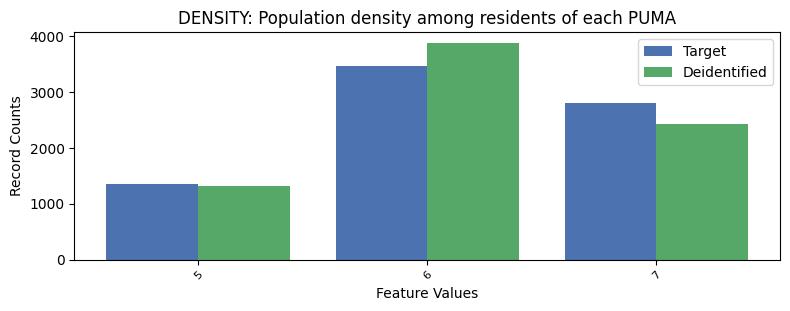 DENSITY: Population density among residents of each PUMA
4000
3000
2000
1000
0
Record Counts
Target
Deidentified
5
6
7
Feature Values